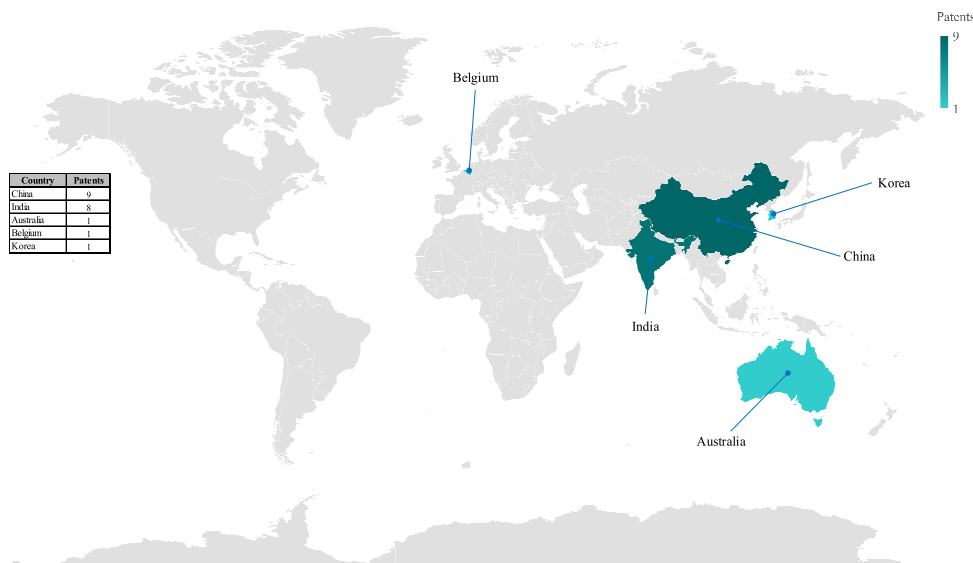 Patents
9
1
Belgium
Korea
China
India
Australia
Country Patents
China 9
India 8
Australia 1
Belgium 1
Korea 1